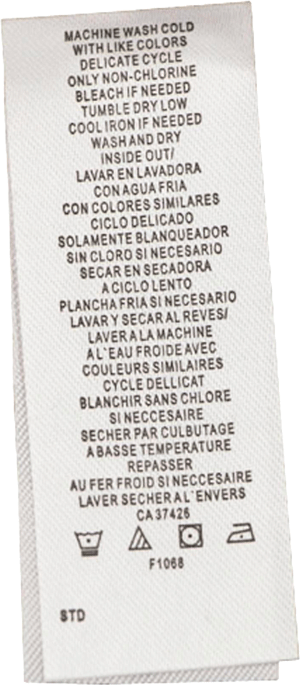 MACHINE WASH COLD
WITH LIKE COLORS
DELICATE CYCLE
ONLY NON-CHLORINE
BLEACH IF NEEDED
TUMBLE DRY LOW
COOL IRON IF NEEDED
WASH AND DRY
INSIDE OUT/
LAVAR EN LAVADORA
CON AGUA FRIA
CON COLORES SIMILARES
CICLO DELICADO
SOLAMENTE BLANQUEADOR
SIN CLORO SI NECESARIO
SECAR EN SECADORA
A CICLO LENTO
PLANCHA FRIA SI NECESARIO
LAVAR Y SECAR AL REVES/
LAVER A LA MACHINE
A L`EAU FROIDE AVEC
COULEURS SIMILAIRES
CYCLE DELLICAT
BLANCHIR SANS CHLORE
SI NECCESAIRE
SECHER PAR CULBUTAGE
A BASSE TEMPERATURE
REPASSER
AU FER FROID SI NECCESAIRE
LAVER SECHER A L`ENVERS
CA 37426
F1068
STD